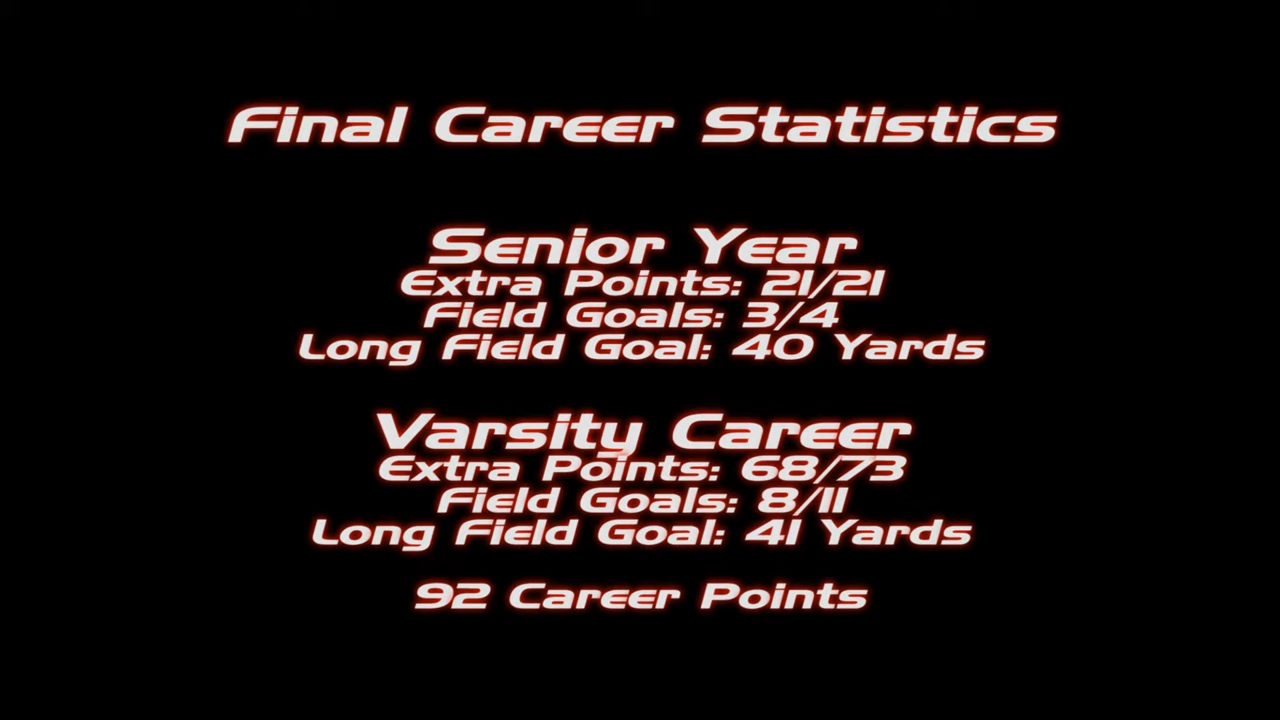 Final Career Statistics
Senior Year
Extra Points: 21/21
Field Goals: 3/4
Long Field Goal: 40 Yards
Varsity Career
Extra Points: 68/73
Field Goals: 8/11
Long Field Goal: 41 Yards
92 Career Points